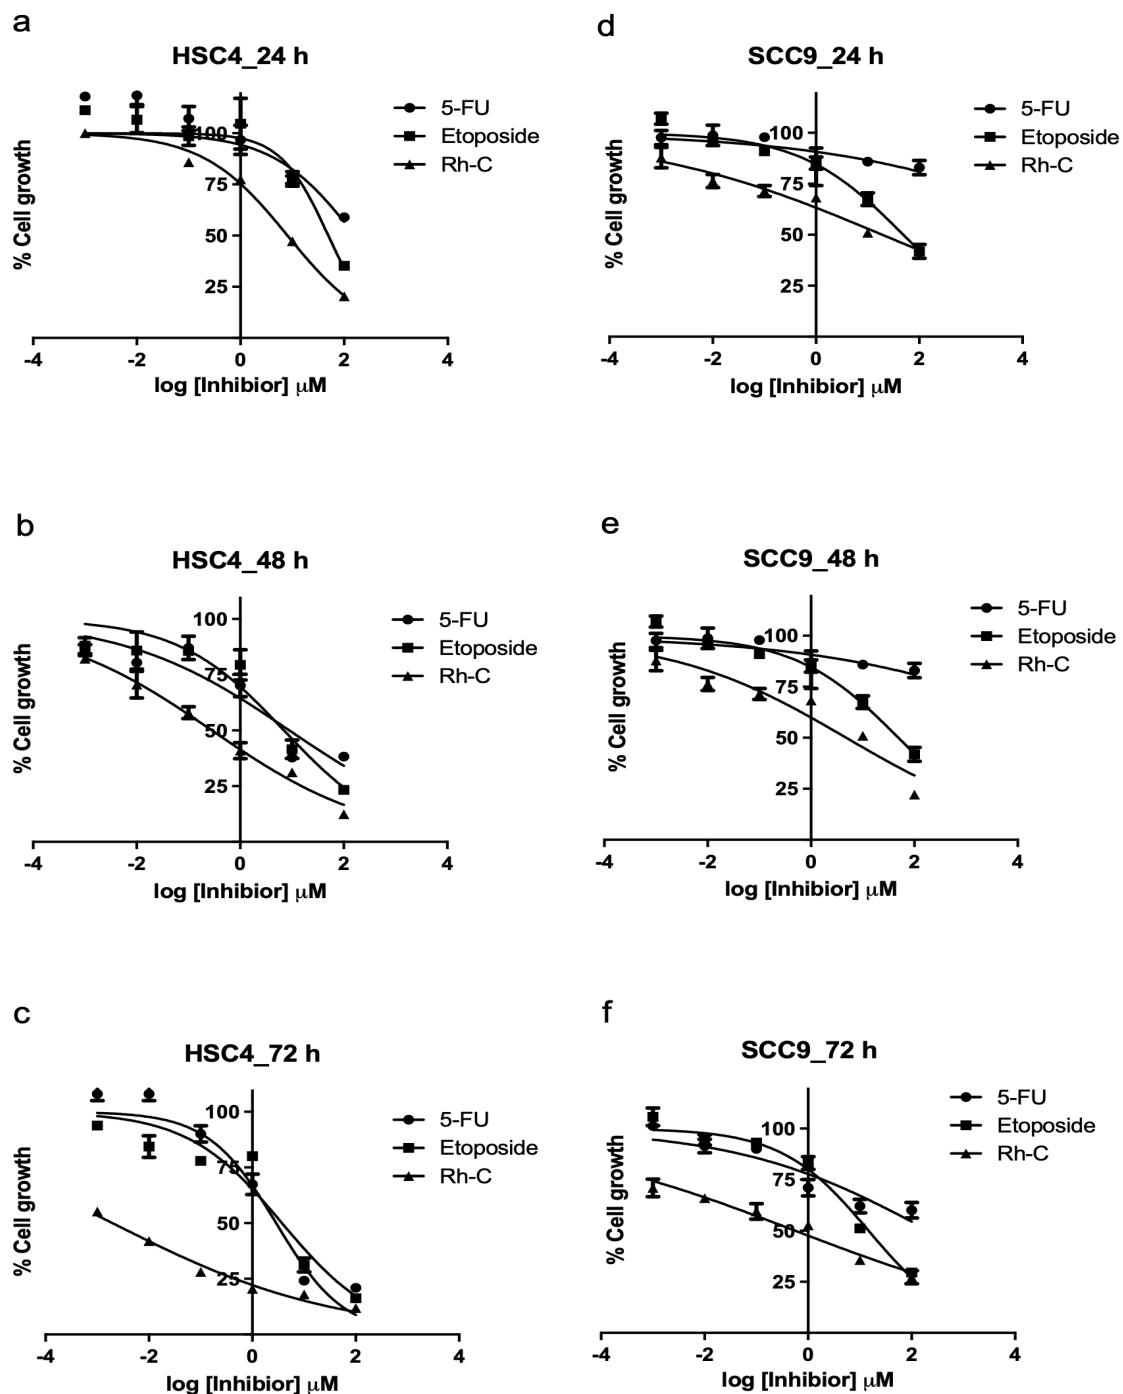 a
HSC4_24 h
5-FU
Etoposide
Rh-C
100
75
50
25
% Cell growth
-4 -2 0 2 4
log [Inhibior] μM
d
SCC9_24 h
5-FU
Etoposide
Rh-C
100
75
50
25
% Cell growth
-4 -2 0 2 4
log [Inhibior] μM
b
HSC4_48 h
5-FU
Etoposide
Rh-C
100
75
50
25
% Cell growth
-4 -2 0 2 4
log [Inhibior] μM
e
SCC9_48 h
5-FU
Etoposide
Rh-C
100
75
50
25
% Cell growth
-4 -2 0 2 4
log [Inhibior] μM
c
HSC4_72 h
5-FU
Etoposide
Rh-C
100
75
50
25
% Cell growth
-4 -2 0 2 4
log [Inhibior] μM
f
SCC9_72 h
5-FU
Etoposide
Rh-C
100
75
50
25
% Cell growth
-4 -2 0 2 4
log [Inhibior] μM